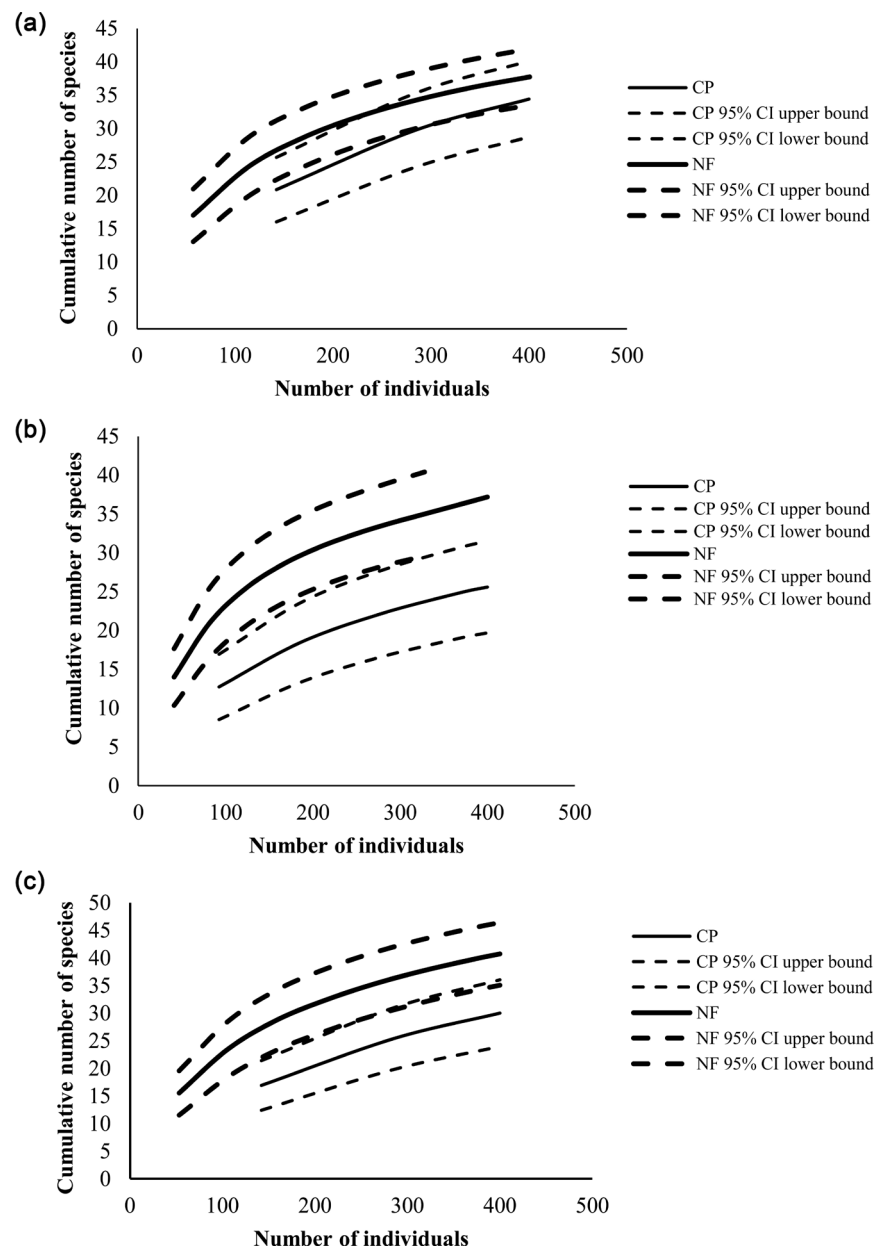 (a)
Cumulative number of species
45
40
35
30
25
20
15
10
5
0
0 100 200 300 400 500
Number of individuals
CP
CP 95% CI upper bound
CP 95% CI lower bound
NF
NF 95% CI upper bound
NF 95% CI lower bound
(b)
Cumulative number of species
45
40
35
30
25
20
15
10
5
0
0 100 200 300 400 500
Number of individuals
CP
CP 95% CI upper bound
CP 95% CI lower bound
NF
NF 95% CI upper bound
NF 95% CI lower bound
(c)
Cumulative number of species
50
45
40
35
30
25
20
15
10
5
0
0 100 200 300 400 500
Number of individuals
CP
CP 95% CI upper bound
CP 95% CI lower bound
NF
NF 95% CI upper bound
NF 95% CI lower bound